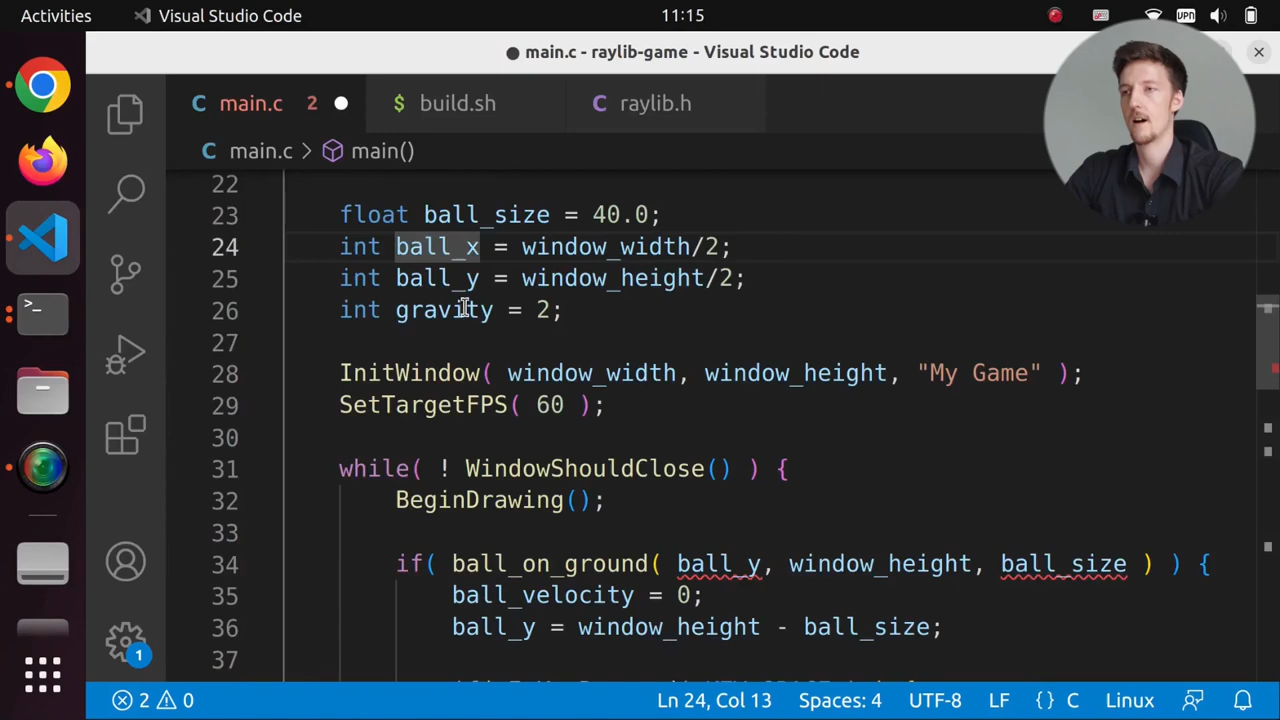 Activities Visual Studio Code 11:15 VPN
main.c - raylib-game - Visual Studio Code
C main.c 2 $ build.sh C raylib.h
C main.c > main()
22
23 float ball_size = 40.0;
24 int ball_x = window_width/2;
25 int ball_y = window_height/2;
26 int gravity = 2;
27
28 InitWindow( window_width, window_height, "My Game" );
29 SetTargetFPS( 60 );
30
31 while( ! WindowShouldClose() ) {
32 BeginDrawing();
33
34 if( ball_on_ground( ball_y, window_height, ball_size ) ) {
35 ball_velocity = 0;
36 ball_y = window_height - ball_size;
37
1
2 0 Ln 24, Col 13 Spaces: 4 UTF-8 LF {} C Linux